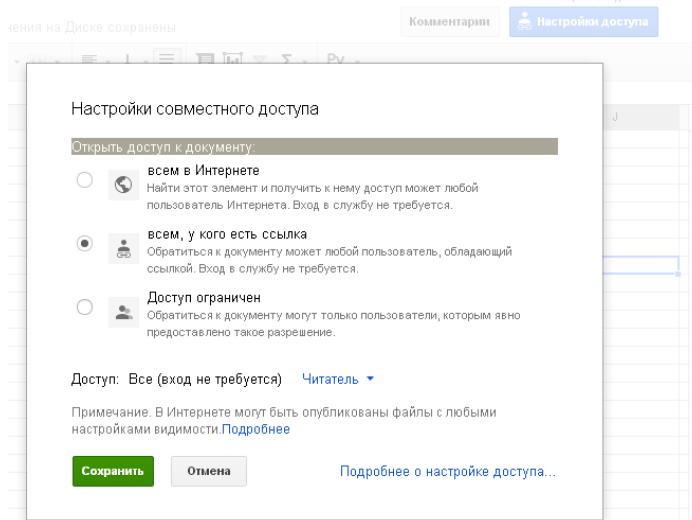 нения на Диске сохранены
Комментарии
Настройки доступа
Σ
Ру
J
Настройки совместного доступа
Открыть доступ к документу:
всем в Интернете
Найти этот элемент и получить к нему доступ может любой
пользователь Интернета. Вход в службу не требуется.
всем, у кого есть ссылка
Обратиться к документу может любой пользователь, обладающий
ссылкой. Вход в службу не требуется.
Доступ ограничен
Обратиться к документу могут только пользователи, которым явно
предоставлено такое разрешение.
Доступ: Все (вход не требуется) Читатель
Примечание. В Интернете могут быть опубликованы файлы с любыми
настройками видимости.Подробнее
Сохранить Отмена Подробнее о настройке доступа...